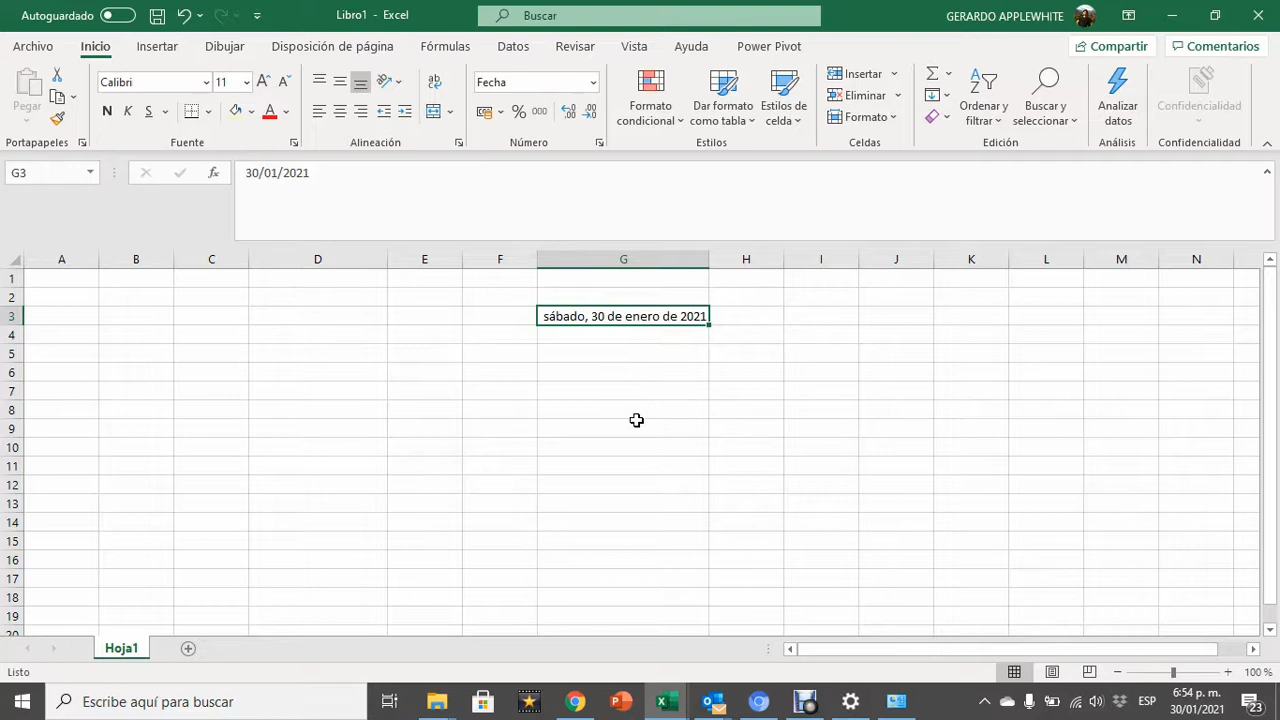 Autoguardado
Libro1 - Excel
Buscar
GERARDO APPLEWHITE
Archivo Inicio Insertar Dibujar Disposición de página Fórmulas Datos Revisar Vista Ayuda Power Pivot
Compartir Comentarios
Pegar
Calibri 11
N K S
Fecha
% 000
Formato condicional
Dar formato como tabla
Estilos de celda
Insertar
Eliminar
Formato
Ordenar y filtrar
Buscar y seleccionar
Analizar datos
Confidencialidad
Portapapeles Fuente Alineación Número Estilos Celdas Edición Análisis Confidencialidad
G3 fx 30/01/2021
A B C D E F G H I J K L M N
1
2
3 sábado, 30 de enero de 2021
4
5
6
7
8
9
10
11
12
13
14
15
16
17
18
19
20
Hoja1
Listo
100 %
Escribe aquí para buscar
ESP
6:54 p. m.
30/01/2021
23